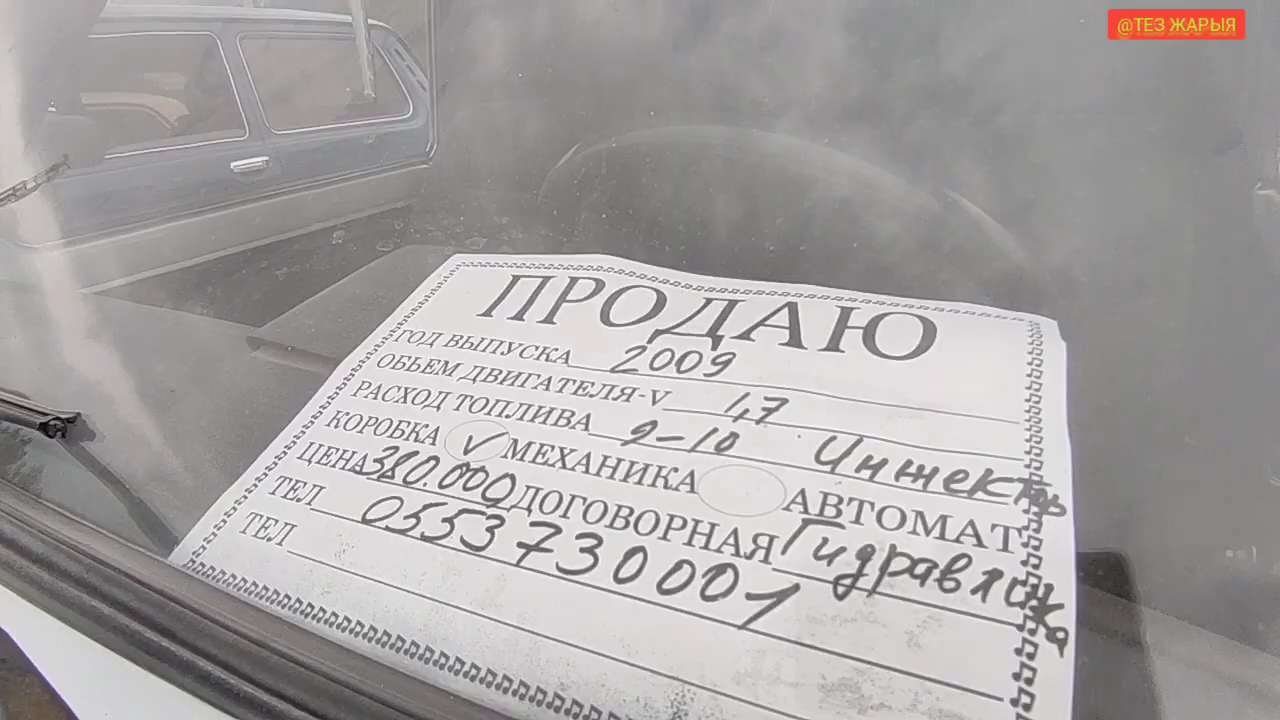 @ТЕЗ ЖАРЫЯ
ПРОДАЮ
ГОД ВЫПУСКА 2009
ОБЬЕМ ДВИГАТЕЛЯ-V 1,7
РАСХОД ТОПЛИВА 9-10 Инжектор
КОРОБКА ✓ МЕХАНИКА АВТОМАТ
ЦЕНА 380.000 ДОГОВОРНАЯ Гидравлика
ТЕЛ 0553730001
ТЕЛ